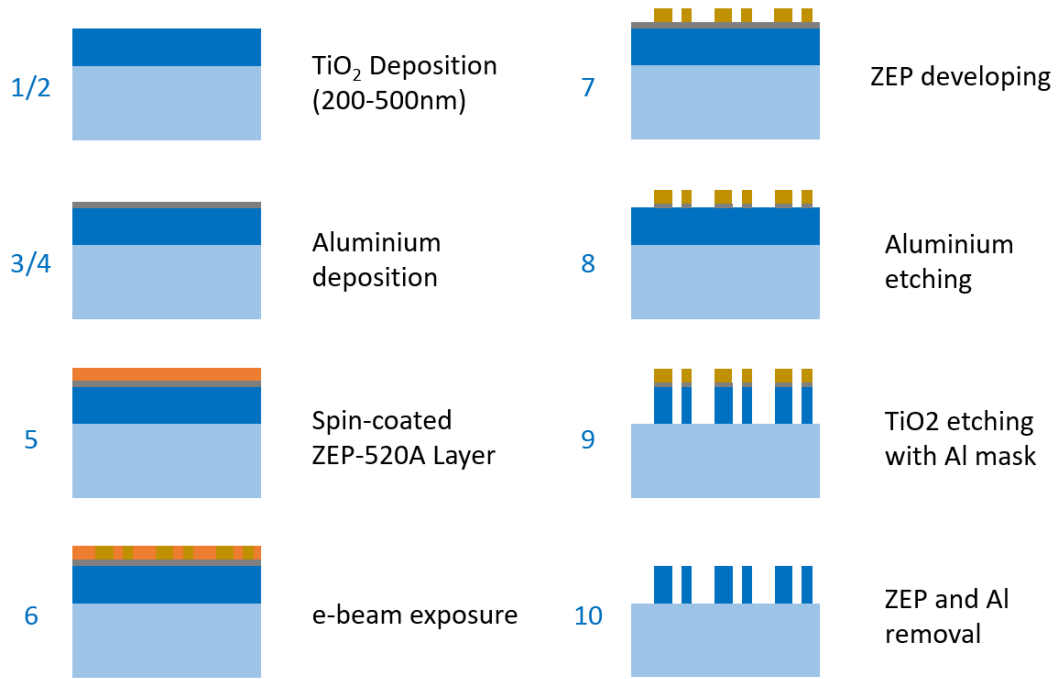 1/2
TiO₂ Deposition
(200-500nm)
3/4
Aluminium
deposition
5
Spin-coated
ZEP-520A Layer
6
e-beam exposure
7
ZEP developing
8
Aluminium
etching
9
TiO2 etching
with Al mask
10
ZEP and Al
removal